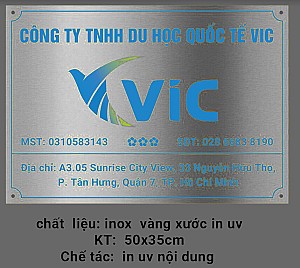 CÔNG TY TNHH DU HỌC QUỐC TẾ VIC
ViC
MST: 0310583143 ✿✿✿ SĐT: 028 6683 8190
Địa chỉ: A3.05 Sunrise City View, 33 Nguyễn Hữu Thọ,
P. Tân Hưng, Quận 7, TP. Hồ Chí Minh
chất liệu: inox vàng xước in uv
KT: 50x35cm
Chế tác: in uv nội dung